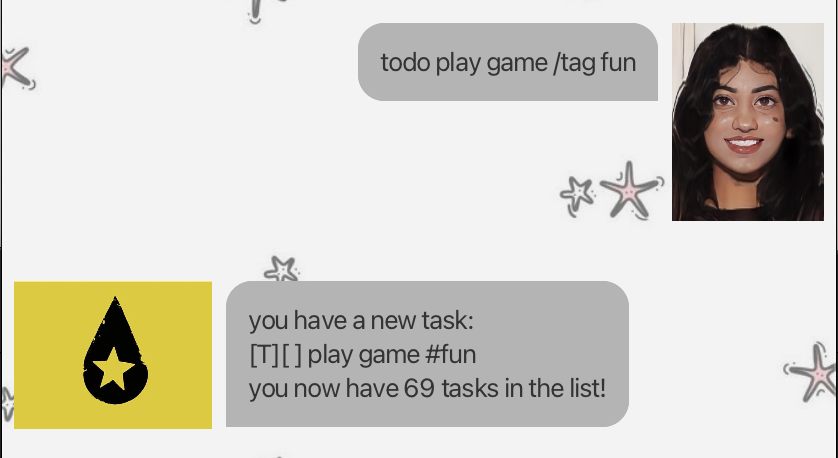 todo play game /tag fun
you have a new task:
[T][ ] play game #fun
you now have 69 tasks in the list!